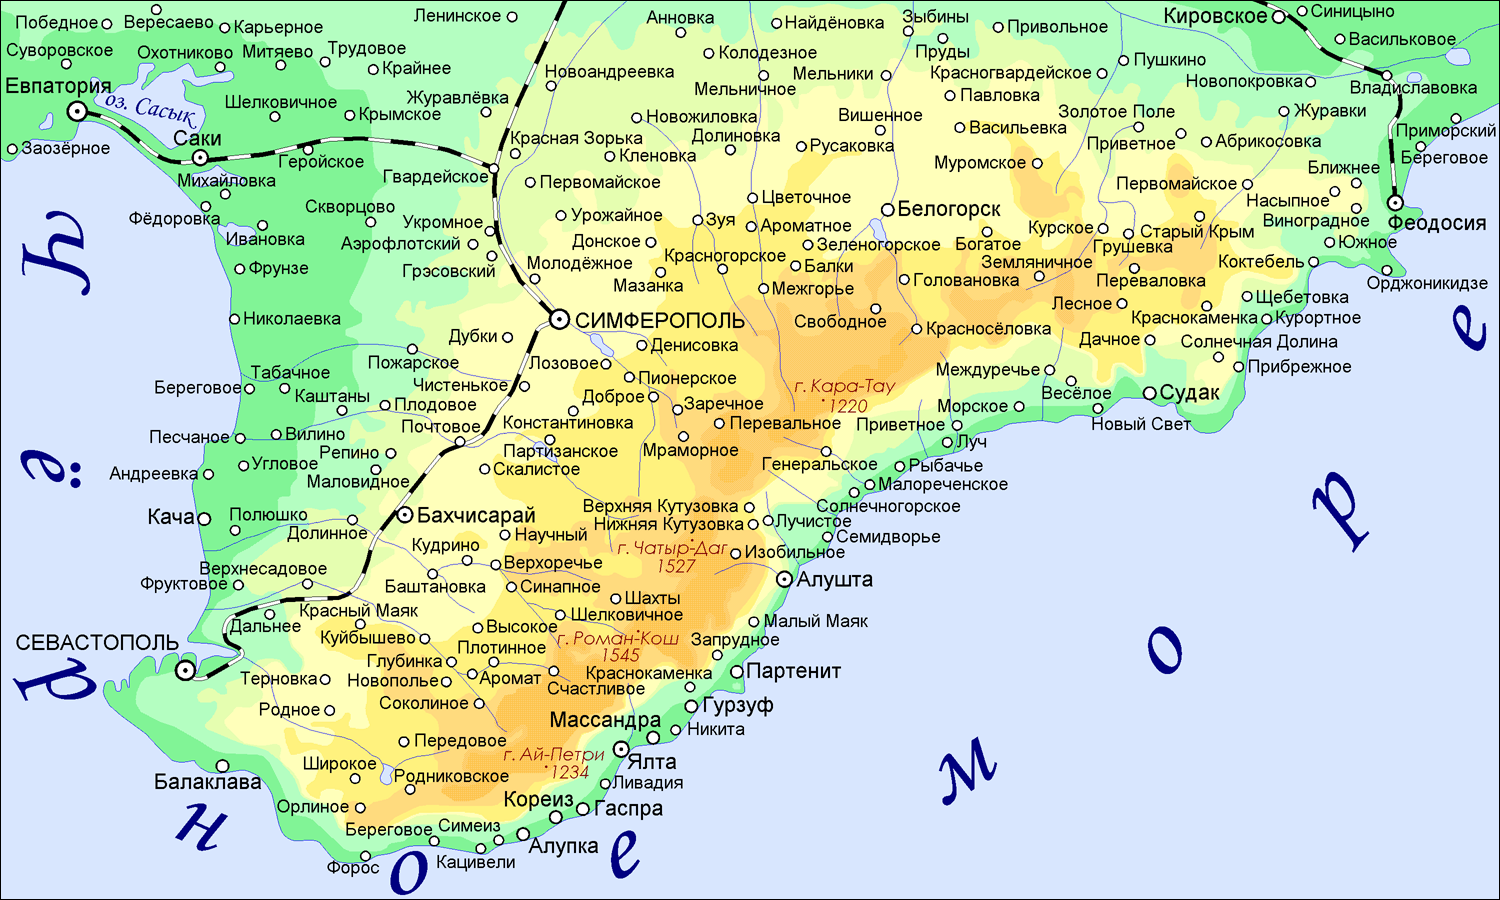 Победное
Вересаево
Карьерное
Ленинское
Анновка
Найдёновка
Зыбины
Привольное
Кировское
Синицыно
Суворовское
Охотниково
Митяево
Трудовое
Крайнее
Колодезное
Пруды
Васильковое
Евпатория
оз. Сасык
Шелковичное
Крымское
Журавлёвка
Новоандреевка
Мельничное
Мельники
Красногвардейское
Пушкино
Новопокровка
Владиславовка
Павловка
Саки
Геройское
Гвардейское
Красная Зорька
Новожиловка
Долиновка
Вишенное
Васильевка
Золотое Поле
Журавки
Приморский
Заозёрное
Кленовка
Русаковка
Приветное
Абрикосовка
Береговое
Михайловка
Первомайское
Муромское
Первомайское
Ближнее
Фёдоровка
Скворцово
Укромное
Урожайное
Зуя
Цветочное
Белогорск
Насыпное
Виноградное
Феодосия
Ивановка
Аэрофлотский
Донское
Ароматное
Зеленогорское
Богатое
Курское
Грушевка
Старый Крым
Южное
Фрунзе
Грэсовский
Молодёжное
Мазанка
Красногорское
Балки
Земляничное
Переваловка
Коктебель
Орджоникидзе
Межгорье
Головановка
Лесное
Щебетовка
Николаевка
СИМФЕРОПОЛЬ
Свободное
Красносёловка
Краснокаменка
Курортное
Дубки
Денисовка
Дачное
Солнечная Долина
Пожарское
Лозовое
Междуречье
Прибрежное
Береговое
Табачное
Чистенькое
Пионерское
г. Кара-Тау
1220
Весёлое
Судак
Каштаны
Плодовое
Доброе
Заречное
Морское
Новый Свет
Песчаное
Вилино
Почтовое
Константиновка
Перевальное
Приветное
Луч
Андреевка
Угловое
Репино
Партизанское
Мраморное
Генеральское
Рыбачье
Маловидное
Скалистое
Малореченское
Кача
Полюшко
Бахчисарай
Верхняя Кутузовка
Солнечногорское
Долинное
Научный
Нижняя Кутузовка
Лучистое
Семидворье
Кудрино
г. Чатыр-Даг
1527
Изобильное
Фруктовое
Верхнесадовое
Баштановка
Верхоречье
Синапное
Алушта
Красный Маяк
Шахты
Шелковичное
Малый Маяк
СЕВАСТОПОЛЬ
Дальнее
Куйбышево
Высокое
г. Роман-Кош
1545
Запрудное
Глубинка
Плотинное
Партенит
Терновка
Новополье
Аромат
Счастливое
Краснокаменка
Родное
Соколиное
Гурзуф
Массандра
Никита
Передовое
г. Ай-Петри
1234
Ялта
Балаклава
Широкое
Родниковское
Ливадия
Орлиное
Кореиз
Гаспра
Береговое
Симеиз
Алупка
Форос
Кацивели
Чёрное
море